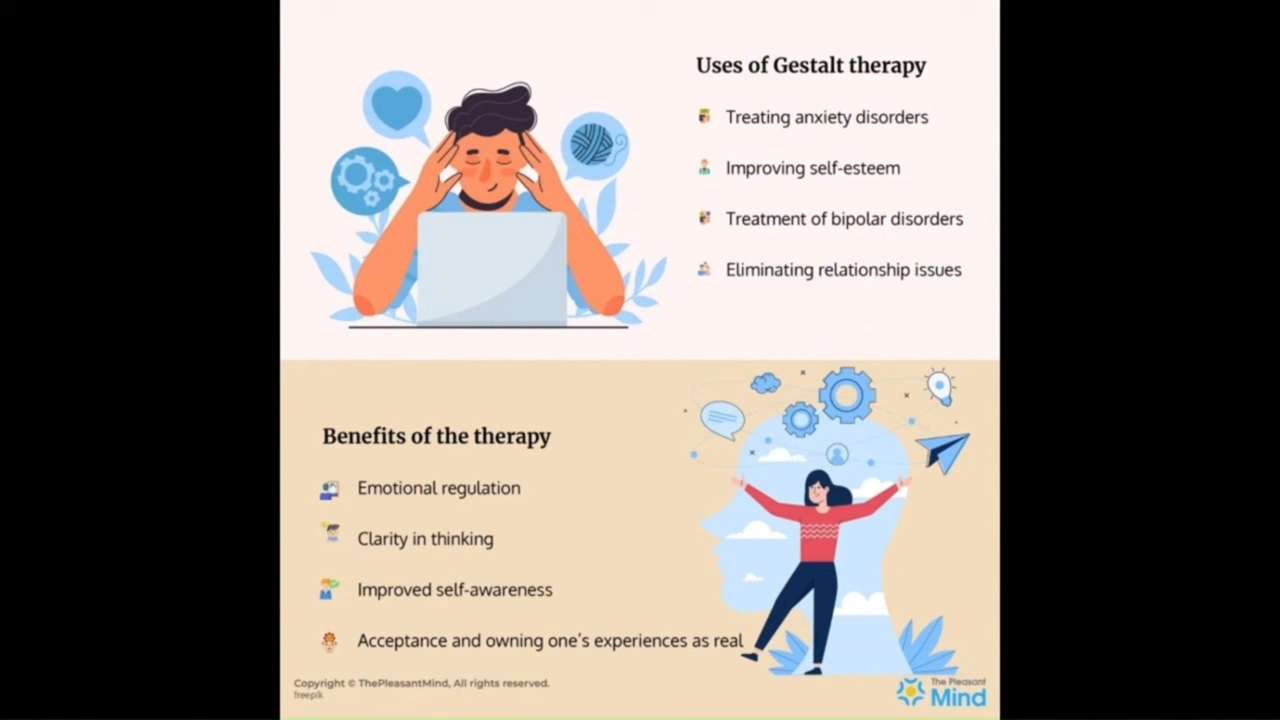 Uses of Gestalt therapy
Treating anxiety disorders
Improving self-esteem
Treatment of bipolar disorders
Eliminating relationship issues
Benefits of the therapy
Emotional regulation
Clarity in thinking
Improved self-awareness
Acceptance and owning one's experiences as real
Copyright © ThePleasantMind, All rights reserved.
freepik
The Pleasant
Mind